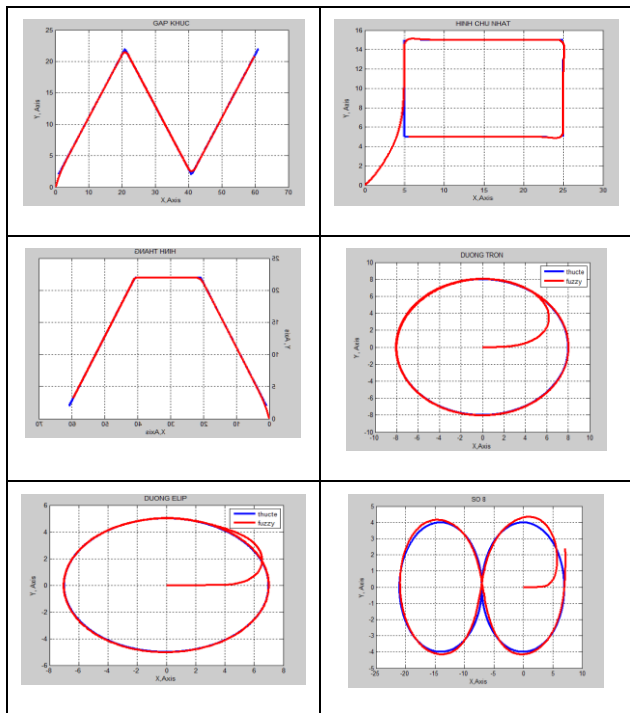 GAP KHUC
25
20
15
10
5
0
Y, Axis
0 10 20 30 40 50 60 70
X,Axis
HINH CHU NHAT
16
14
12
10
8
6
4
2
0
Y, Axis
0 5 10 15 20 25 30
X,Axis
HINH THANG
25
20
15
10
5
0
Y, Axis
70 60 50 40 30 20 10 0
X,Axis
DUONG TRON
thucte
fuzzy
10
8
6
4
2
0
-2
-4
-6
-8
-10
Y, Axis
-10 -8 -6 -4 -2 0 2 4 6 8 10
X,Axis
DUONG ELIP
thucte
fuzzy
6
4
2
0
-2
-4
-6
Y, Axis
-8 -6 -4 -2 0 2 4 6 8
X,Axis
SO 8
5
4
3
2
1
0
-1
-2
-3
-4
-5
Y, Axis
-25 -20 -15 -10 -5 0 5 10
X,Axis